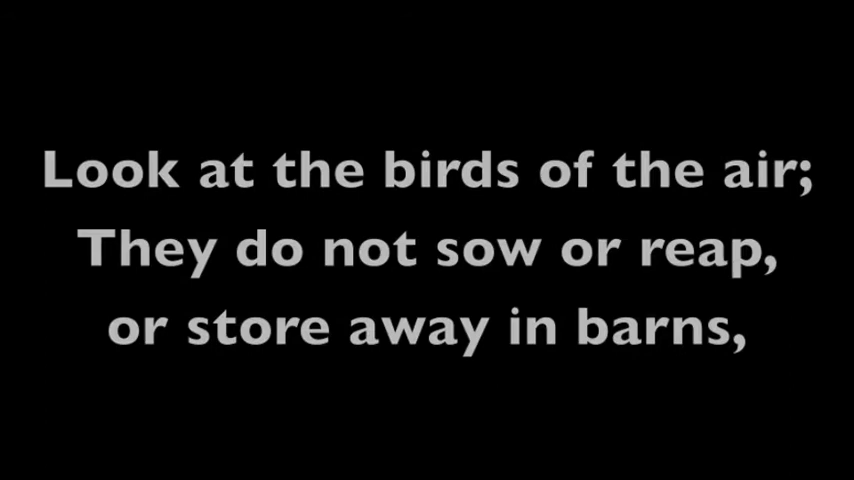 Look at the birds of the air;
They do not sow or reap,
or store away in barns,